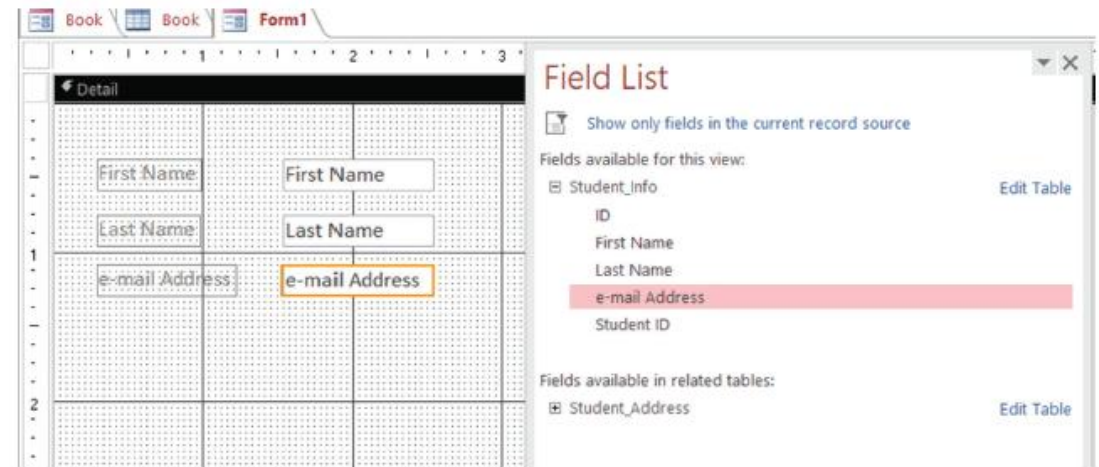 Book Book Form1
1 2 3
Detail
First Name First Name
Last Name Last Name
1
e-mail Address e-mail Address
2
Field List
Show only fields in the current record source
Fields available for this view:
Student_Info Edit Table
ID
First Name
Last Name
e-mail Address
Student ID
Fields available in related tables:
Student_Address Edit Table